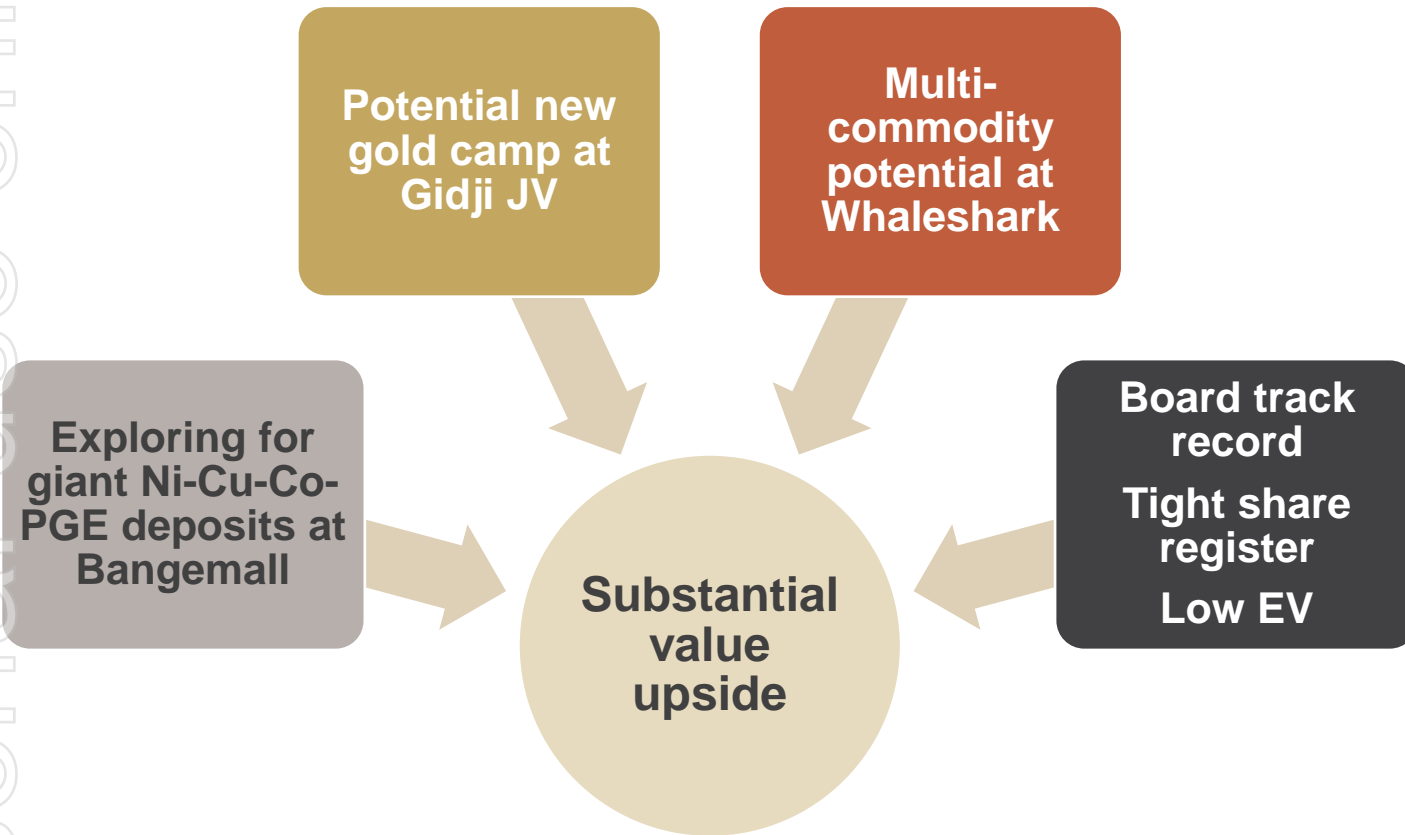 Potential new
gold camp at
Gidji JV
Multi-
commodity
potential at
Whaleshark
Exploring for
giant Ni-Cu-Co-
PGE deposits at
Bangemall
Board track
record
Tight share
register
Low EV
Substantial
value
upside